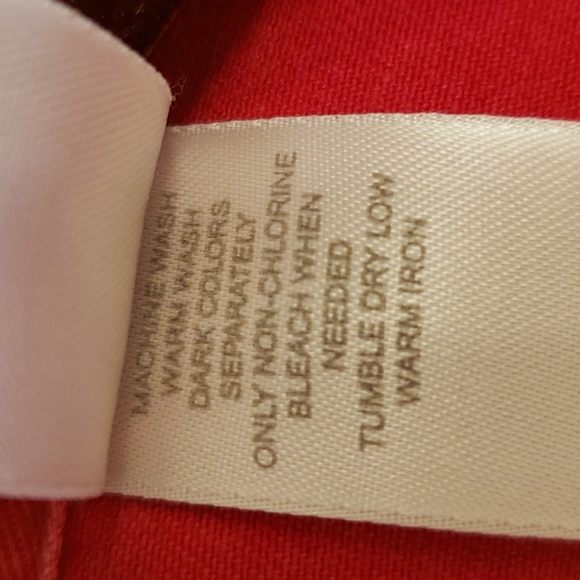 MACHINE WASH
WARM WASH
DARK COLORS
SEPARATELY
ONLY NON-CHLORINE
BLEACH WHEN
NEEDED
TUMBLE DRY LOW
WARM IRON